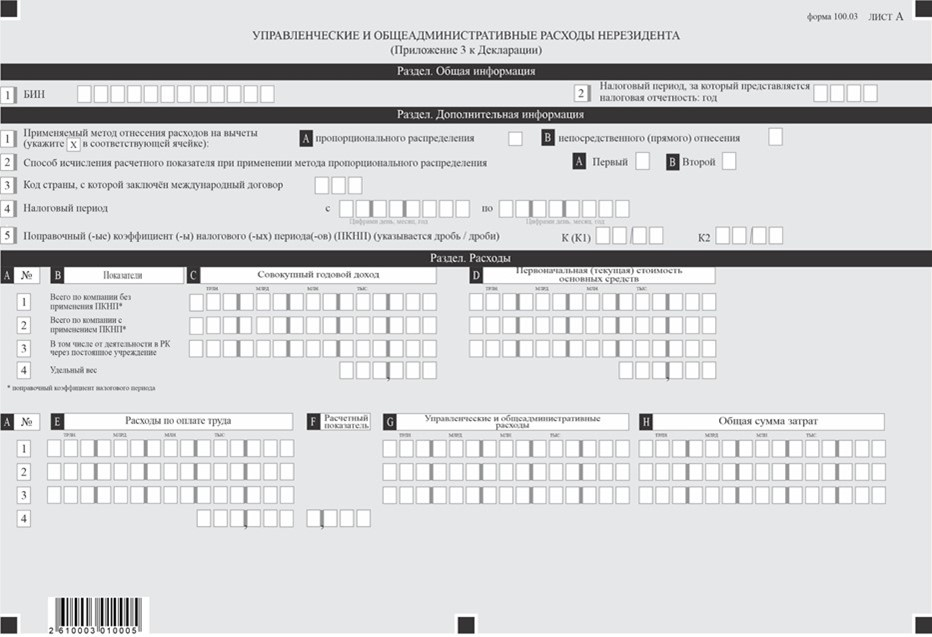 форма 100.03 ЛИСТ А
УПРАВЛЕНЧЕСКИЕ И ОБЩЕАДМИНИСТРАТИВНЫЕ РАСХОДЫ НЕРЕЗИДЕНТА
(Приложение 3 к Декларации)
Раздел. Общая информация
1 БИН
2 Налоговый период, за который представляется
налоговая отчетность: год
Раздел. Дополнительная информация
1 Применяемый метод отнесения расходов на вычеты
(укажите X в соответствующей ячейке):
A пропорционального распределения
B непосредственного (прямого) отнесения
2 Способ исчисления расчетного показателя при применении метода пропорционального распределения A Первый B Второй
3 Код страны, с которой заключён международный договор
4 Налоговый период с по
Цифрами день, месяц, год Цифрами день, месяц, год
5 Поправочный (-ые) коэффициент (-ы) налогового (-ых) периода(-ов) (ПКНП) (указывается дробь / дроби) К (К1) / К2 /
Раздел. Расходы
A № B Показатели C Совокупный годовой доход D Первоначальная (текущая) стоимость
основных средств
ТРЛН МЛРД МЛН ТЫС ТРЛН МЛРД МЛН ТЫС
1 Всего по компании без
применения ПКНП*
2 Всего по компании с
применением ПКНП*
3 В том числе от деятельности в РК
через постоянное учреждение
4 Удельный вес , ,
* поправочный коэффициент налогового периода
A № E Расходы по оплате труда F Расчетный
показатель
G Управленческие и общеадминистративные
расходы
H Общая сумма затрат
ТРЛН МЛРД МЛН ТЫС ТРЛН МЛРД МЛН ТЫС ТРЛН МЛРД МЛН ТЫС
1
2
3
4 , ,
2 610003 010005